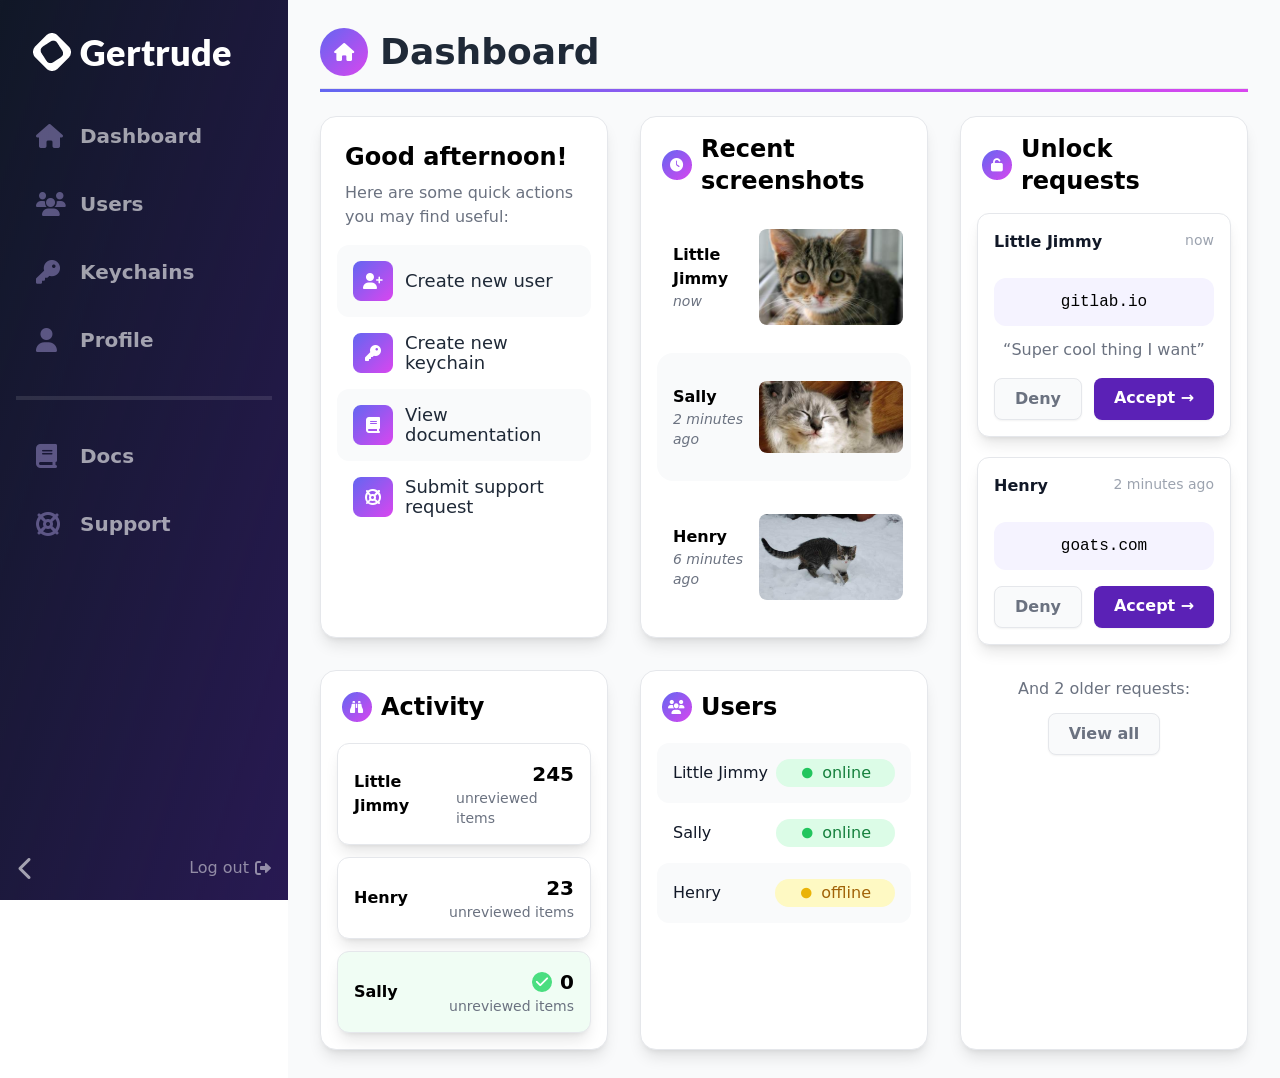 Gertrude
Dashboard
Users
Keychains
Profile
Docs
Support
Log out
Dashboard
Good afternoon!
Here are some quick actions
you may find useful:
Create new user
Create new
keychain
View
documentation
Submit support
request
Recent
screenshots
Little
Jimmy
now
Sally
2 minutes
ago
Henry
6 minutes
ago
Unlock
requests
Little Jimmy now
gitlab.io
“Super cool thing I want”
Deny Accept →
Henry 2 minutes ago
goats.com
Deny Accept →
And 2 older requests:
View all
Activity
Little
Jimmy
245
unreviewed
items
Henry
23
unreviewed items
Sally
0
unreviewed items
Users
Little Jimmy online
Sally online
Henry offline